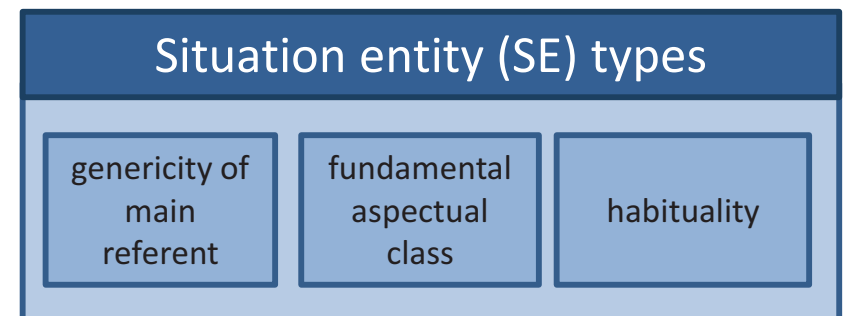 Situation entity (SE) types
genericity of
main
referent
fundamental
aspectual
class
habituality